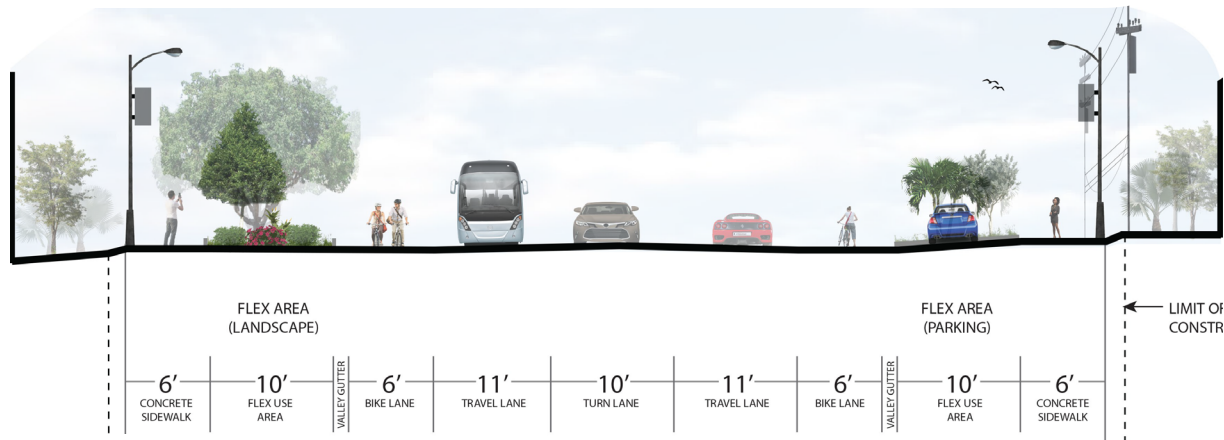 FLEX AREA
(LANDSCAPE)
FLEX AREA
(PARKING)
LIMIT OF
CONSTR
6’
CONCRETE
SIDEWALK
10’
FLEX USE
AREA
VALLEY GUTTER
6’
BIKE LANE
11’
TRAVEL LANE
10’
TURN LANE
11’
TRAVEL LANE
6’
BIKE LANE
VALLEY GUTTER
10’
FLEX USE
AREA
6’
CONCRETE
SIDEWALK